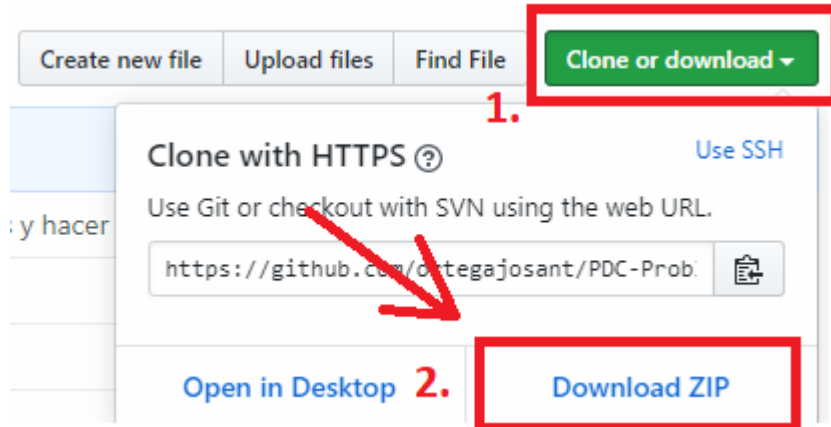 Create new file Upload files Find File Clone or download
1.
Clone with HTTPS Use SSH
Use Git or checkout with SVN using the web URL.
y hacer
https://github.com/ortegajosant/PDC-Prob
Open in Desktop 2. Download ZIP